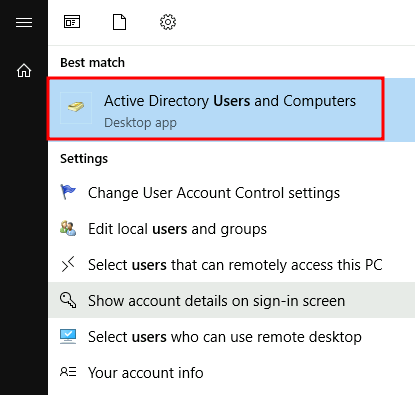 Best match
Active Directory Users and Computers
Desktop app
Settings
Change User Account Control settings
Edit local users and groups
Select users that can remotely access this PC
Show account details on sign-in screen
Select users who can use remote desktop
Your account info